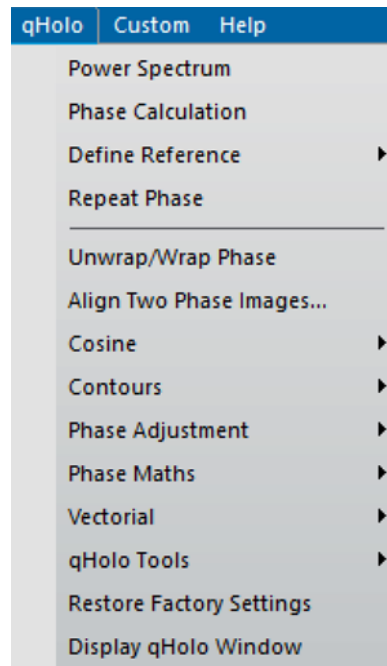 qHolo Custom Help
Power Spectrum
Phase Calculation
Define Reference
Repeat Phase
Unwrap/Wrap Phase
Align Two Phase Images...
Cosine
Contours
Phase Adjustment
Phase Maths
Vectorial
qHolo Tools
Restore Factory Settings
Display qHolo Window